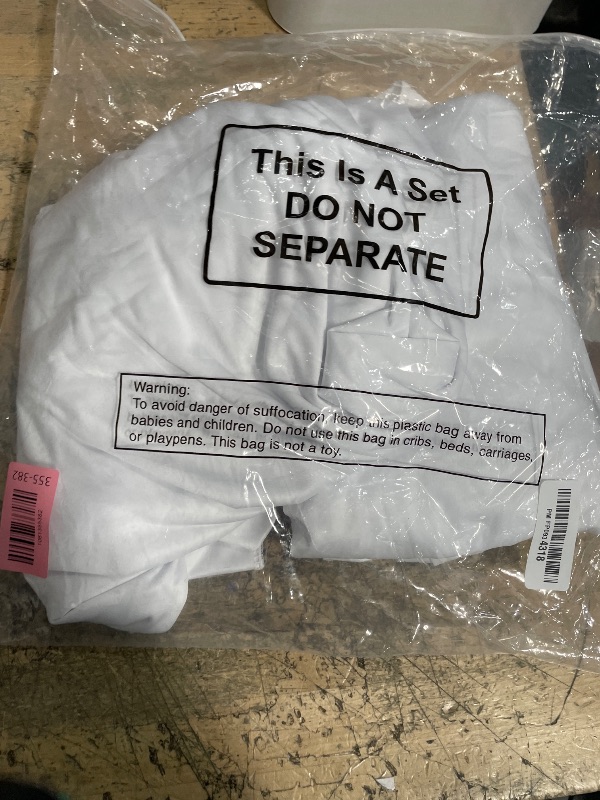 This Is A Set
DO NOT
SEPARATE
Warning:
To avoid danger of suffocation, keep this plastic bag away from
babies and children. Do not use this bag in cribs, beds, carriages,
or playpens. This bag is not a toy.
355-382
4318